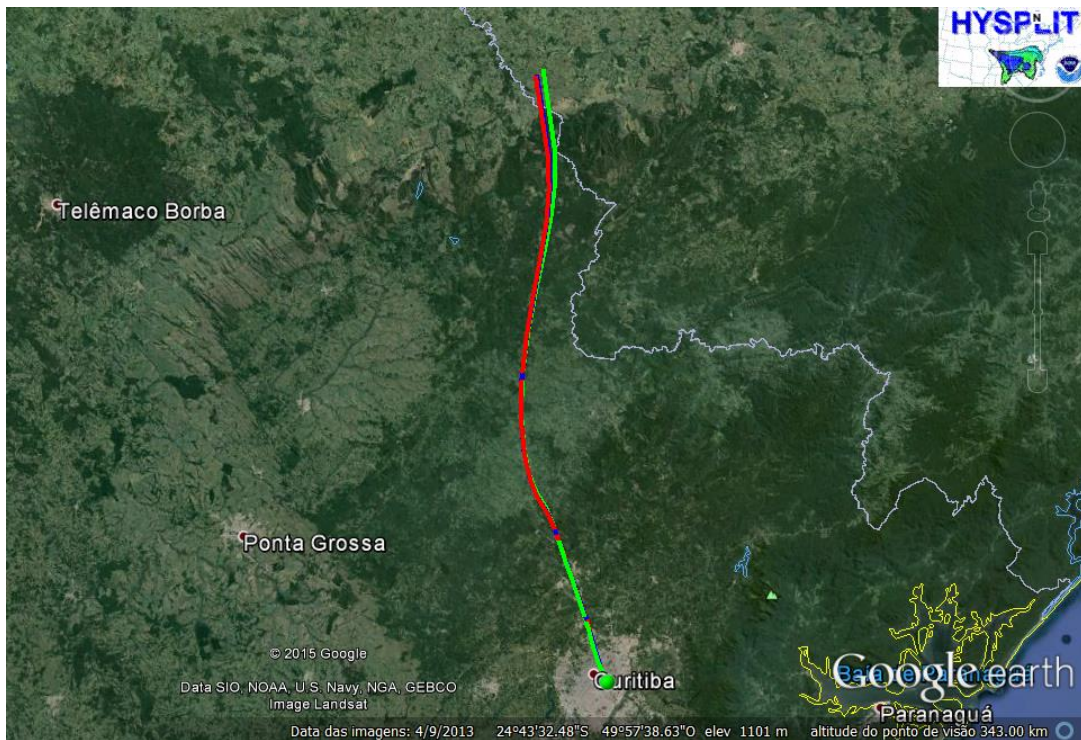 HYSPLIT
N
Telêmaco Borba
Ponta Grossa
© 2015 Google
Curitiba
Data SIO, NOAA, U.S. Navy, NGA, GEBCO
Image Landsat
Google earth
Paranaguá
Data das imagens: 4/9/2013 24°43'32.48"S 49°57'38.63"O elev 1101 m altitude do ponto de visão 343.00 km